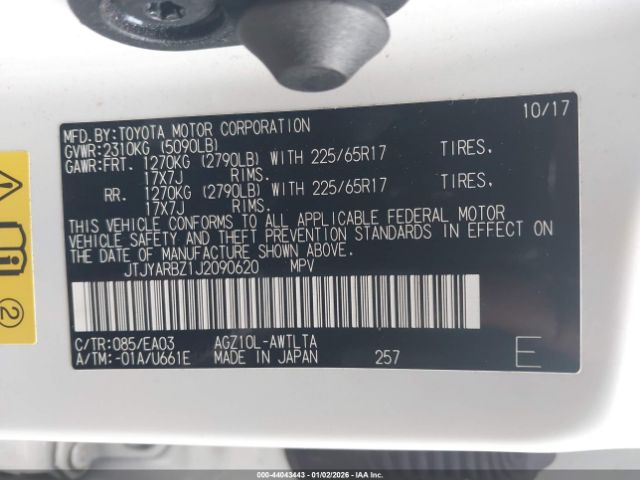 10/17
MFD.BY:TOYOTA MOTOR CORPORATION
GVWR:2310KG (5090LB)
GAWR:FRT. 1270KG (2790LB) WITH 225/65R17 TIRES,
17X7J RIMS.
RR. 1270KG (2790LB) WITH 225/65R17 TIRES,
17X7J RIMS.
THIS VEHICLE CONFORMS TO ALL APPLICABLE FEDERAL MOTOR
VEHICLE SAFETY AND THEFT PREVENTION STANDARDS IN EFFECT ON
THE DATE OF MANUFACTURE SHOWN ABOVE.
JTJYARBZ1J2090620 MPV
C/TR:085/EA03 AGZ10L-AWTLTA
A/TM:-01A/U661E MADE IN JAPAN 257 E
2
000-44043443 - 01/02/2026 - IAA Inc.